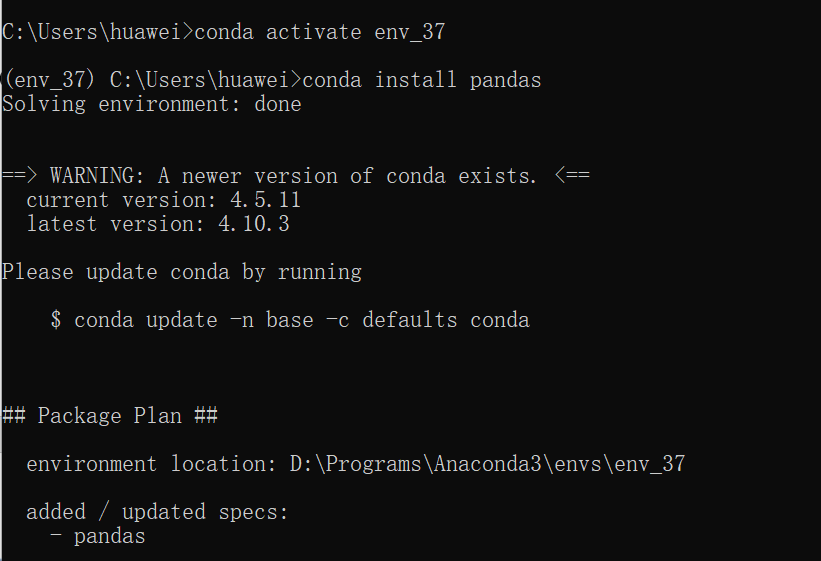 C:\Users\huawei>conda activate env_37
(env_37) C:\Users\huawei>conda install pandas
Solving environment: done
==> WARNING: A newer version of conda exists. <==
current version: 4.5.11
latest version: 4.10.3
Please update conda by running
$ conda update -n base -c defaults conda
## Package Plan ##
environment location: D:\Programs\Anaconda3\envs\env_37
added / updated specs:
- pandas